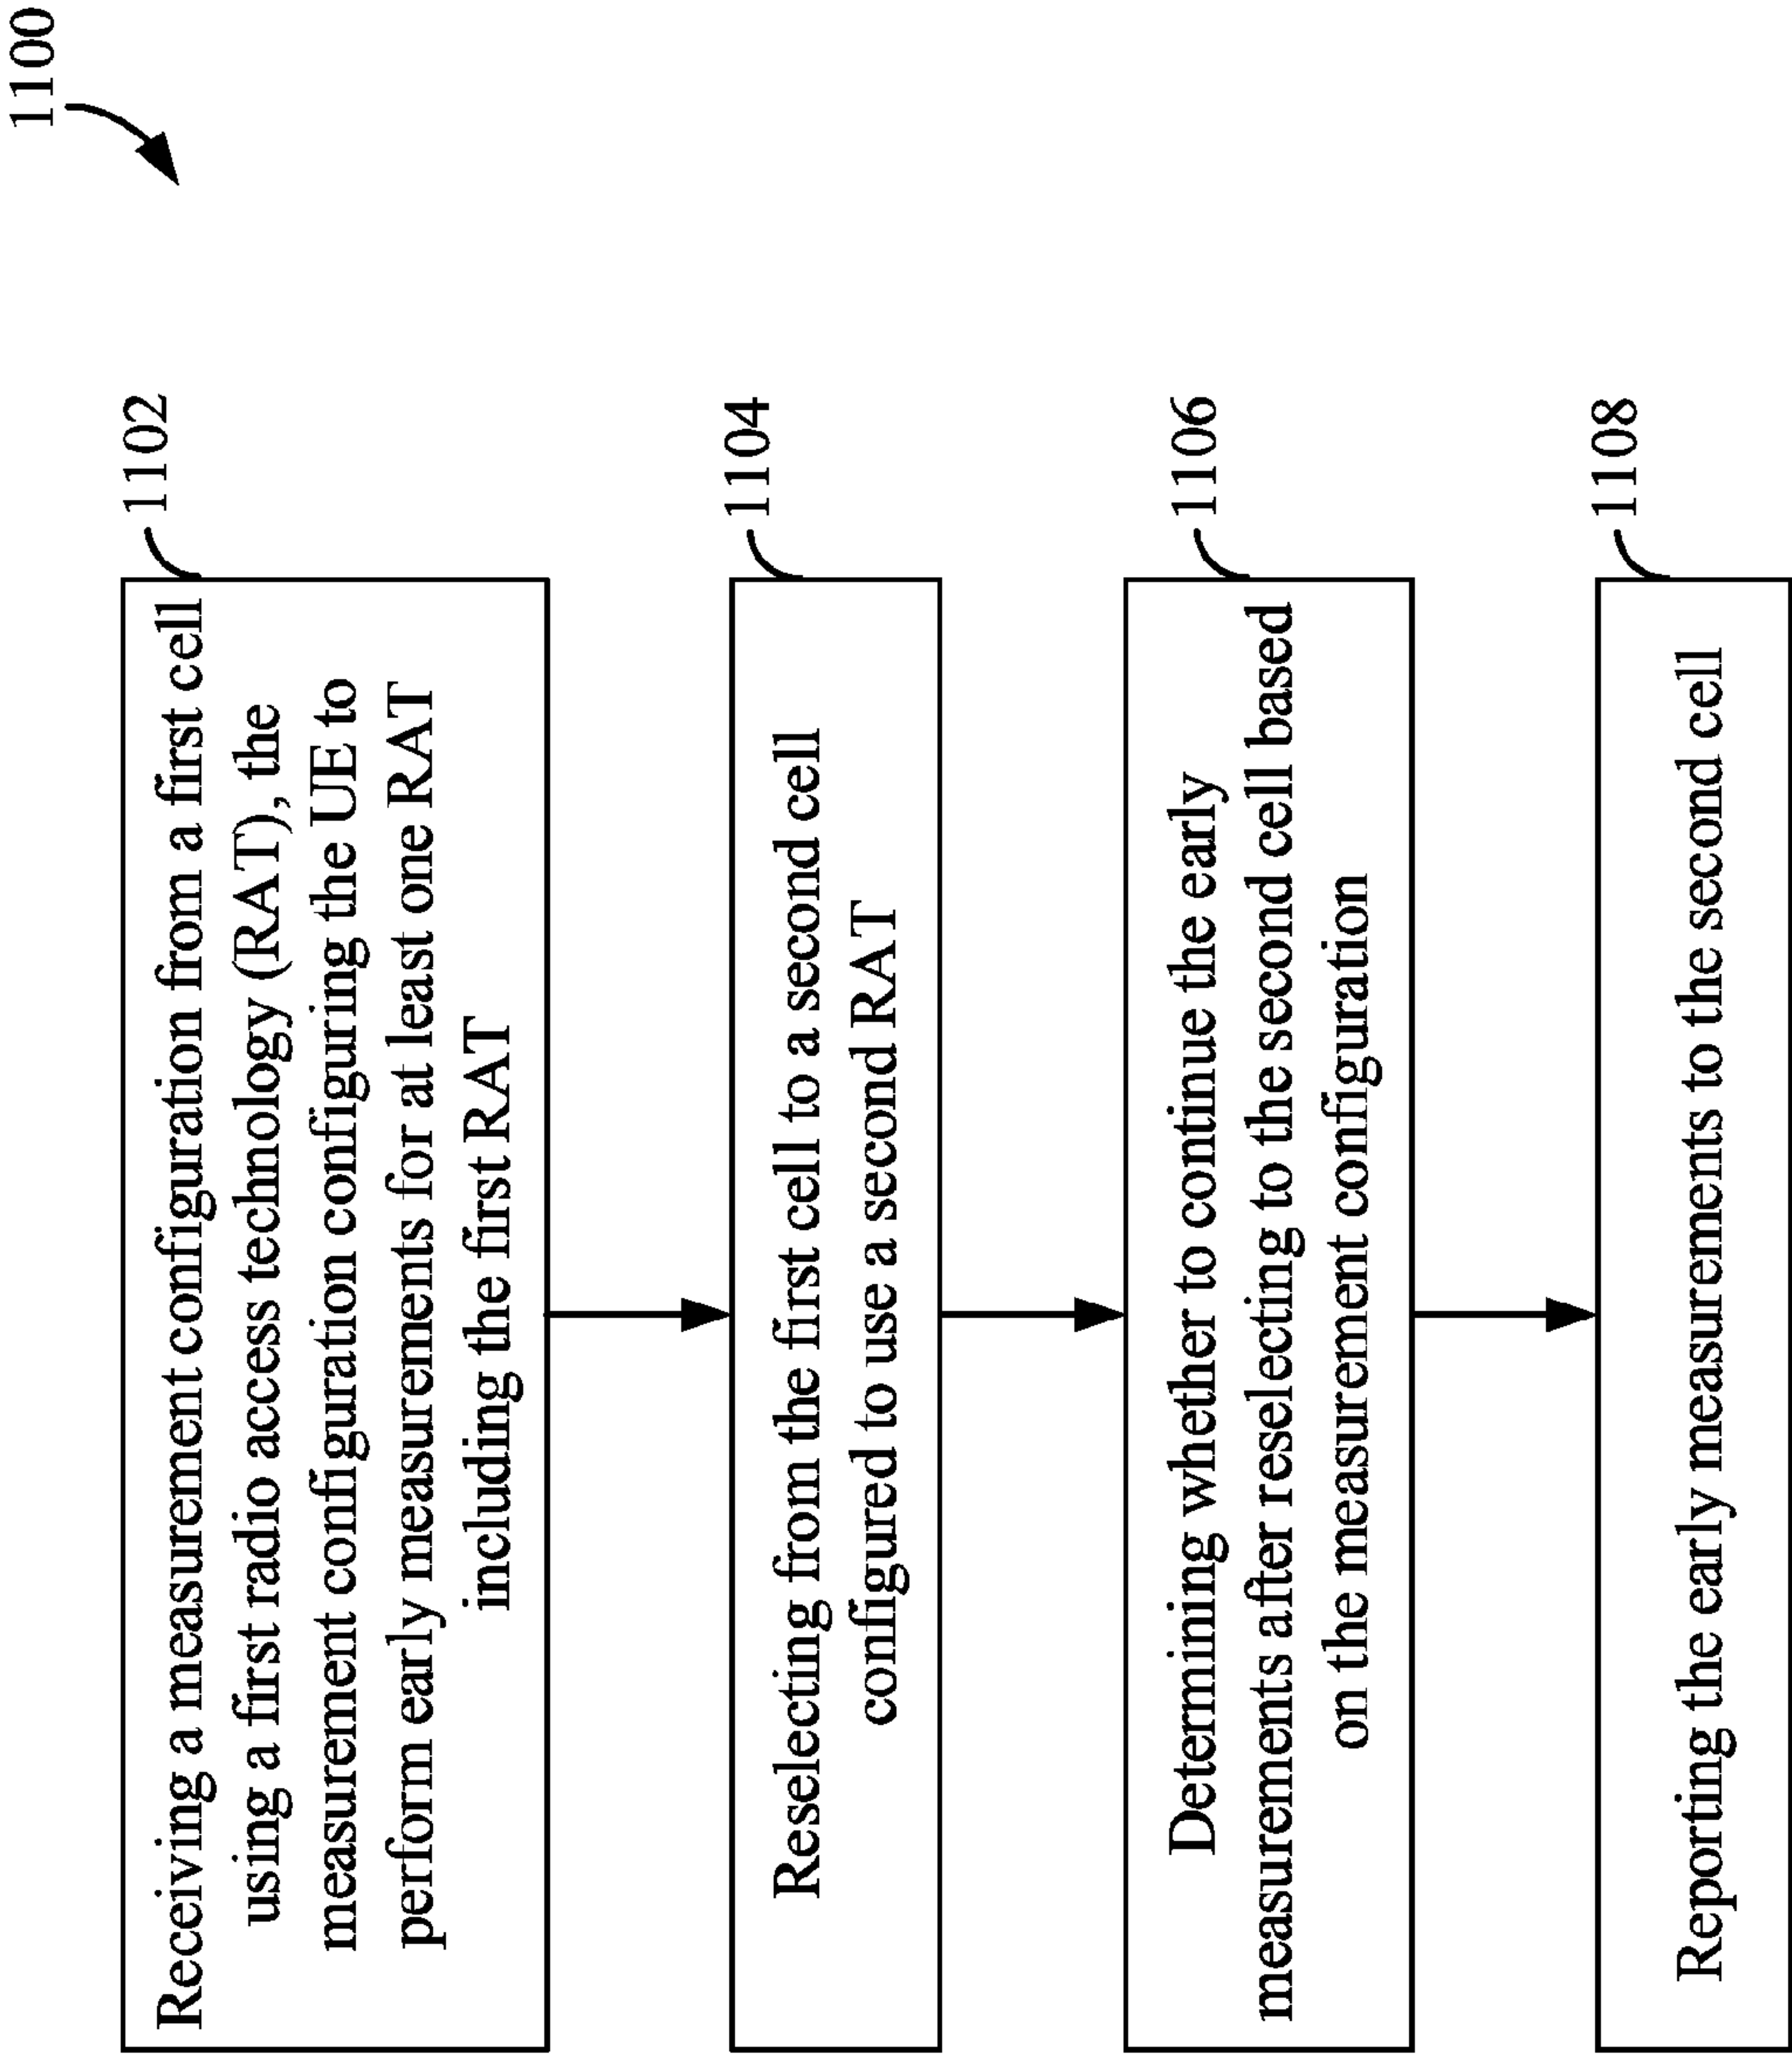 1100
1102
Receiving a measurement configuration from a first cell
using a first radio access technology (RAT), the
measurement configuration configuring the UE to
perform early measurements for at least one RAT
including the first RAT
1104
Reselecting from the first cell to a second cell
configured to use a second RAT
1106
Determining whether to continue the early
measurements after reselecting to the second cell based
on the measurement configuration
1108
Reporting the early measurements to the second cell